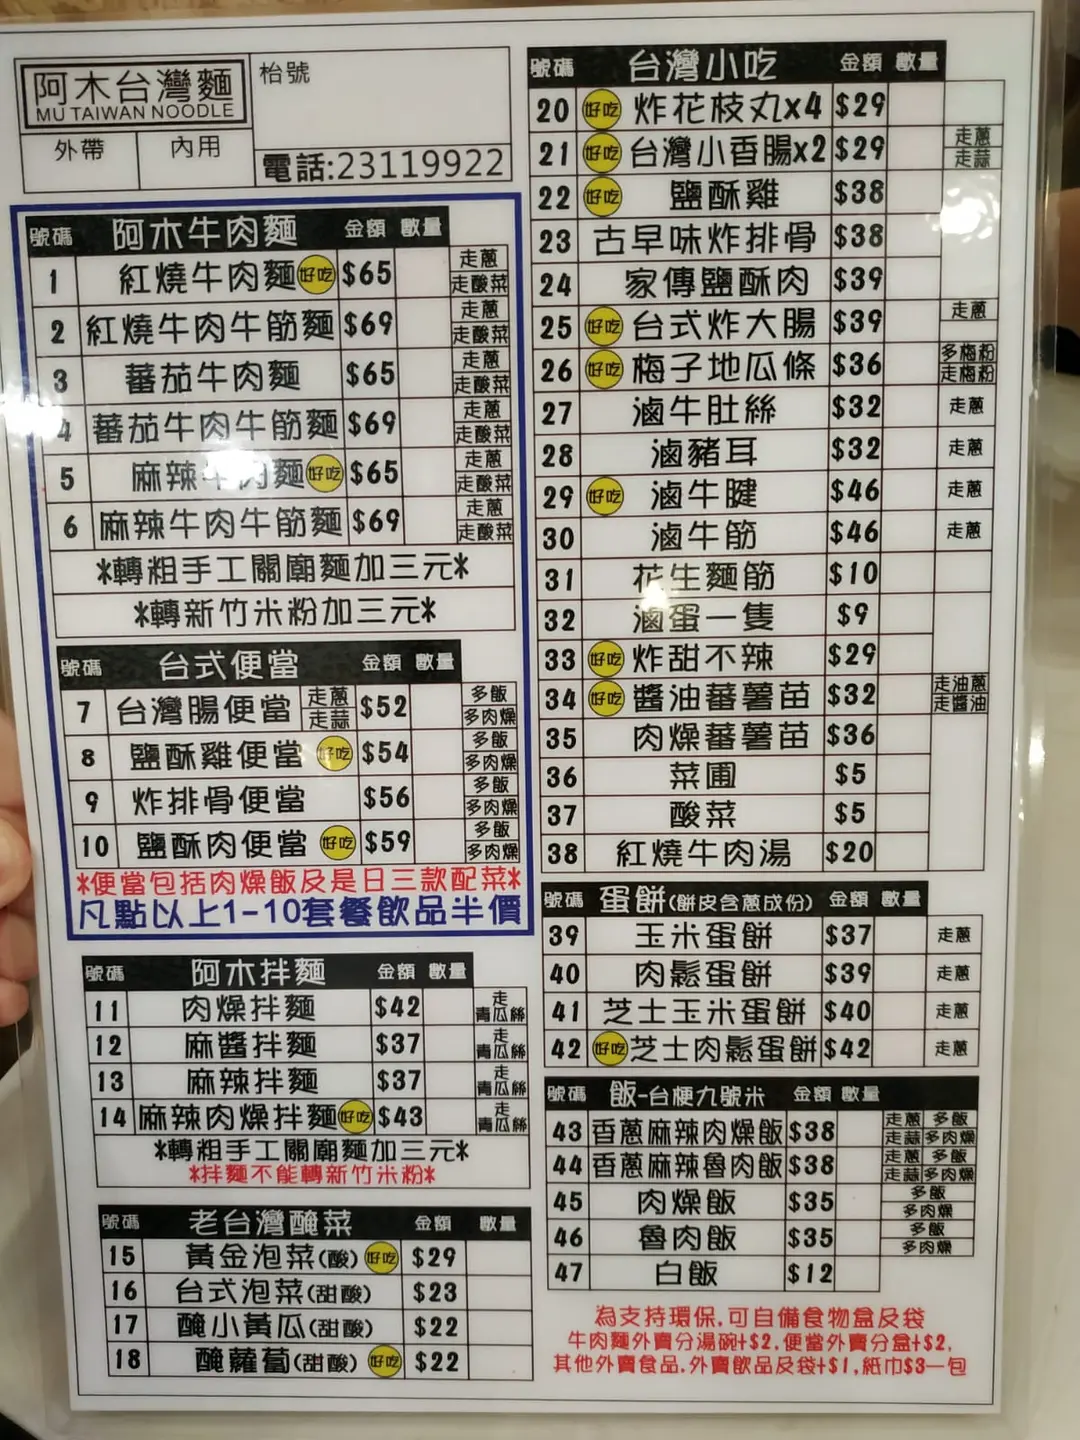 阿木台灣麵
MU TAIWAN NOODLE
枱號
外帶 內用
電話:23119922
號碼 阿木牛肉麵 金額 數量
1 紅燒牛肉麵 好吃 $65 走蔥 走酸菜
2 紅燒牛肉牛筋麵 $69 走蔥 走酸菜
3 蕃茄牛肉麵 $65 走蔥 走酸菜
4 蕃茄牛肉牛筋麵 $69 走蔥 走酸菜
5 麻辣牛肉麵 好吃 $65 走蔥 走酸菜
6 麻辣牛肉牛筋麵 $69 走蔥 走酸菜
*轉粗手工關廟麵加三元*
*轉新竹米粉加三元*
號碼 台式便當 金額 數量
7 台灣腸便當 走蔥 走蒜 $52 多飯 多肉燥
8 鹽酥雞便當 好吃 $54 多飯 多肉燥
9 炸排骨便當 $56 多飯 多肉燥
10 鹽酥肉便當 好吃 $59 多飯 多肉燥
*便當包括肉燥飯及是日三款配菜*
凡點以上1-10套餐飲品半價
號碼 阿木拌麵 金額 數量
11 肉燥拌麵 $42 走青瓜絲
12 麻醬拌麵 $37 走青瓜絲
13 麻辣拌麵 $37 走青瓜絲
14 麻辣肉燥拌麵 好吃 $43 走青瓜絲
*轉粗手工關廟麵加三元*
*拌麵不能轉新竹米粉*
號碼 老台灣醃菜 金額 數量
15 黃金泡菜(酸) 好吃 $29
16 台式泡菜(甜酸) $23
17 醃小黃瓜(甜酸) $22
18 醃蘿蔔(甜酸) 好吃 $22
號碼 台灣小吃 金額 數量
20 好吃 炸花枝丸x4 $29
21 好吃 台灣小香腸x2 $29 走蔥 走蒜
22 好吃 鹽酥雞 $38
23 古早味炸排骨 $38
24 家傳鹽酥肉 $39
25 好吃 台式炸大腸 $39 走蔥
26 好吃 梅子地瓜條 $36 多梅粉 走梅粉
27 滷牛肚絲 $32 走蔥
28 滷豬耳 $32 走蔥
29 好吃 滷牛腱 $46 走蔥
30 滷牛筋 $46 走蔥
31 花生麵筋 $10
32 滷蛋一隻 $9
33 好吃 炸甜不辣 $29
34 好吃 醬油蕃薯苗 $32 走油蔥 走醬油
35 肉燥蕃薯苗 $36
36 菜圃 $5
37 酸菜 $5
38 紅燒牛肉湯 $20
號碼 蛋餅(餅皮含蔥成份) 金額 數量
39 玉米蛋餅 $37 走蔥
40 肉鬆蛋餅 $39 走蔥
41 芝士玉米蛋餅 $40 走蔥
42 好吃 芝士肉鬆蛋餅 $42 走蔥
號碼 飯-台梗九號米 金額 數量
43 香蔥麻辣肉燥飯 $38 走蔥 多飯 走蒜 多肉燥
44 香蔥麻辣魯肉飯 $38 走蔥 多飯 走蒜 多肉燥
45 肉燥飯 $35 多飯 多肉燥
46 魯肉飯 $35 多飯 多肉燥
47 白飯 $12
為支持環保,可自備食物盒及袋
牛肉麵外賣分湯碗+$2,便當外賣分盒+$2,
其他外賣食品,外賣飲品及袋+$1,紙巾$3一包